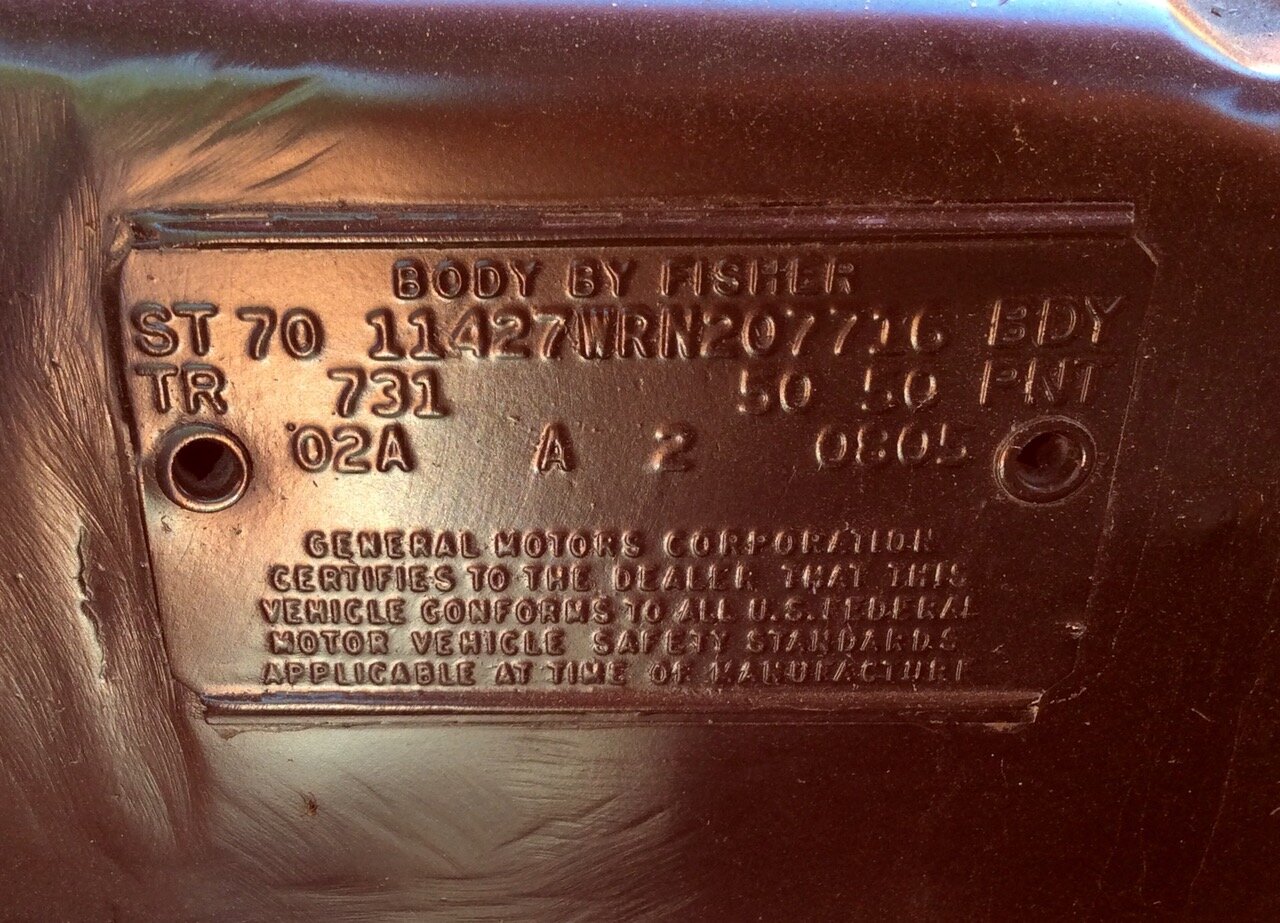 BODY BY FISHER
ST 70 11427WRN207716 BDY
TR 731 50 50 PNT
02A A 2 0805
GENERAL MOTORS CORPORATION
CERTIFIES TO THE DEALER THAT THIS
VEHICLE CONFORMS TO ALL U.S. FEDERAL
MOTOR VEHICLE SAFETY STANDARDS
APPLICABLE AT TIME OF MANUFACTURE